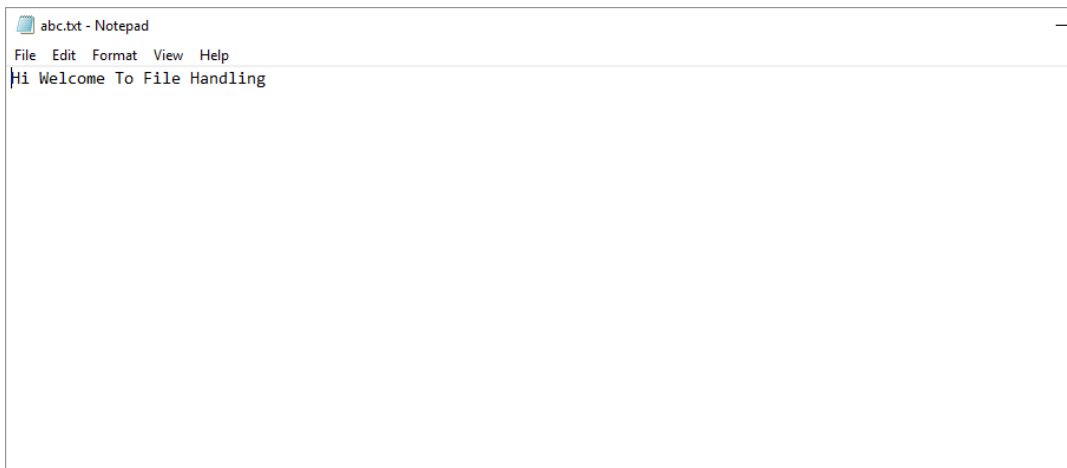 abc.txt - Notepad
File Edit Format View Help
Hi Welcome To File Handling